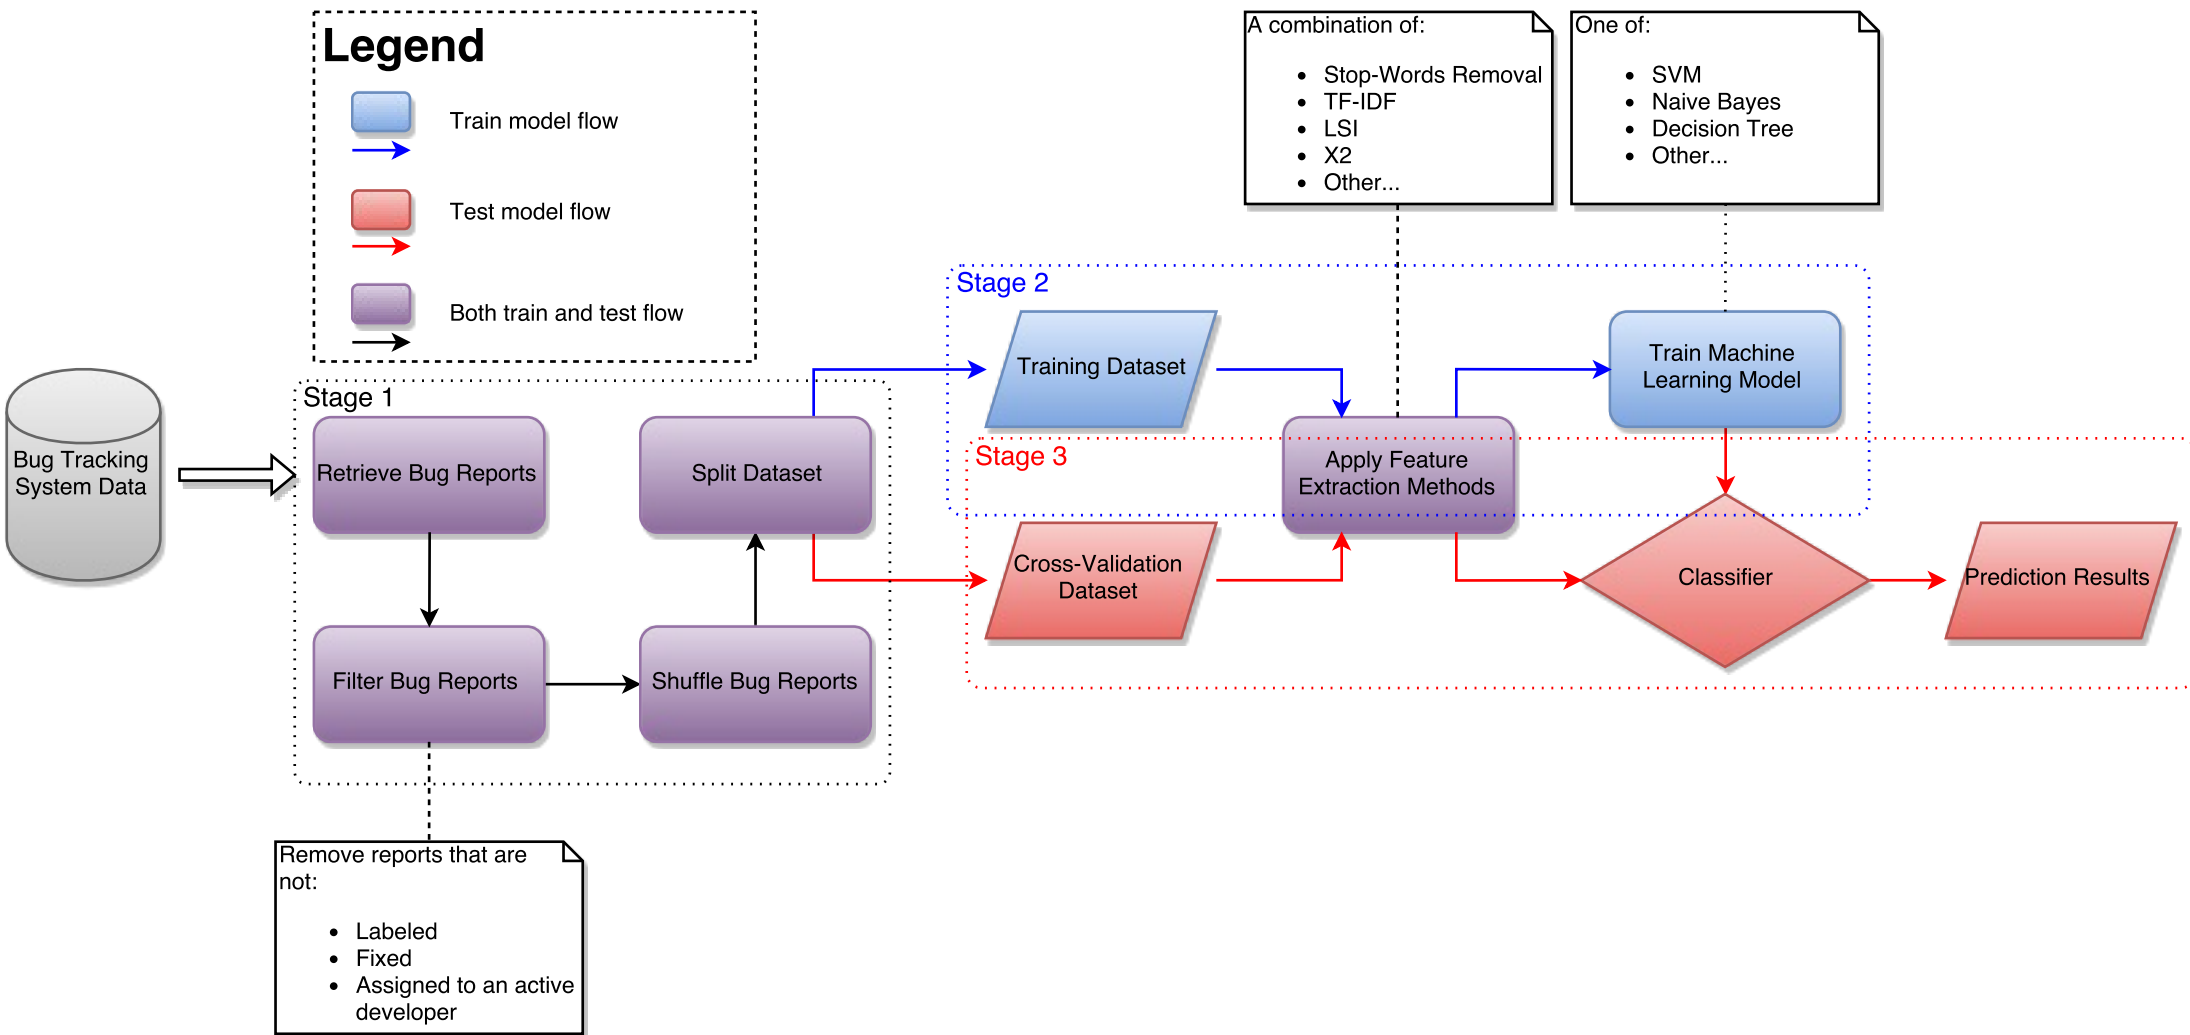 Legend
Train model flow
Test model flow
Both train and test flow
A combination of:
• Stop-Words Removal
• TF-IDF
• LSI
• X2
• Other...
One of:
• SVM
• Naive Bayes
• Decision Tree
• Other...
Bug Tracking
System Data
Stage 1
Retrieve Bug Reports
Split Dataset
Filter Bug Reports
Shuffle Bug Reports
Remove reports that are
not:
• Labeled
• Fixed
• Assigned to an active
developer
Stage 2
Training Dataset
Train Machine
Learning Model
Stage 3
Apply Feature
Extraction Methods
Cross-Validation
Dataset
Classifier
Prediction Results